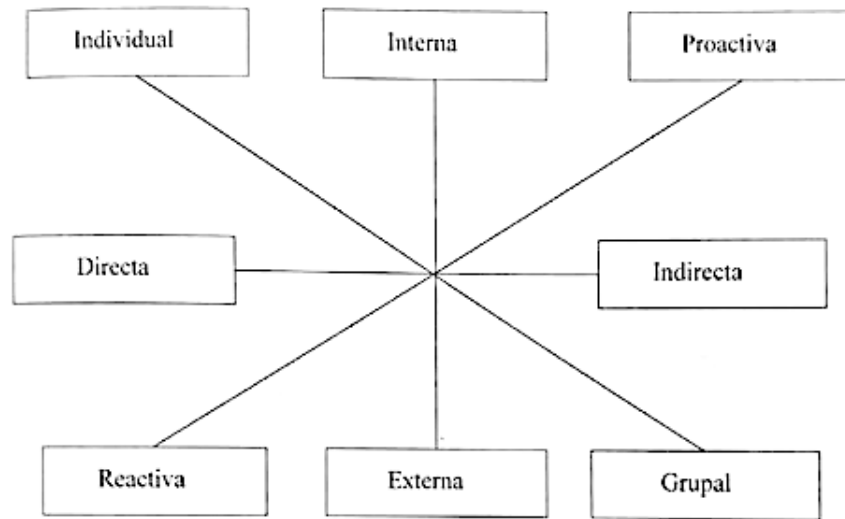 Individual
Interna
Proactiva
Directa
Indirecta
Reactiva
Externa
Grupal